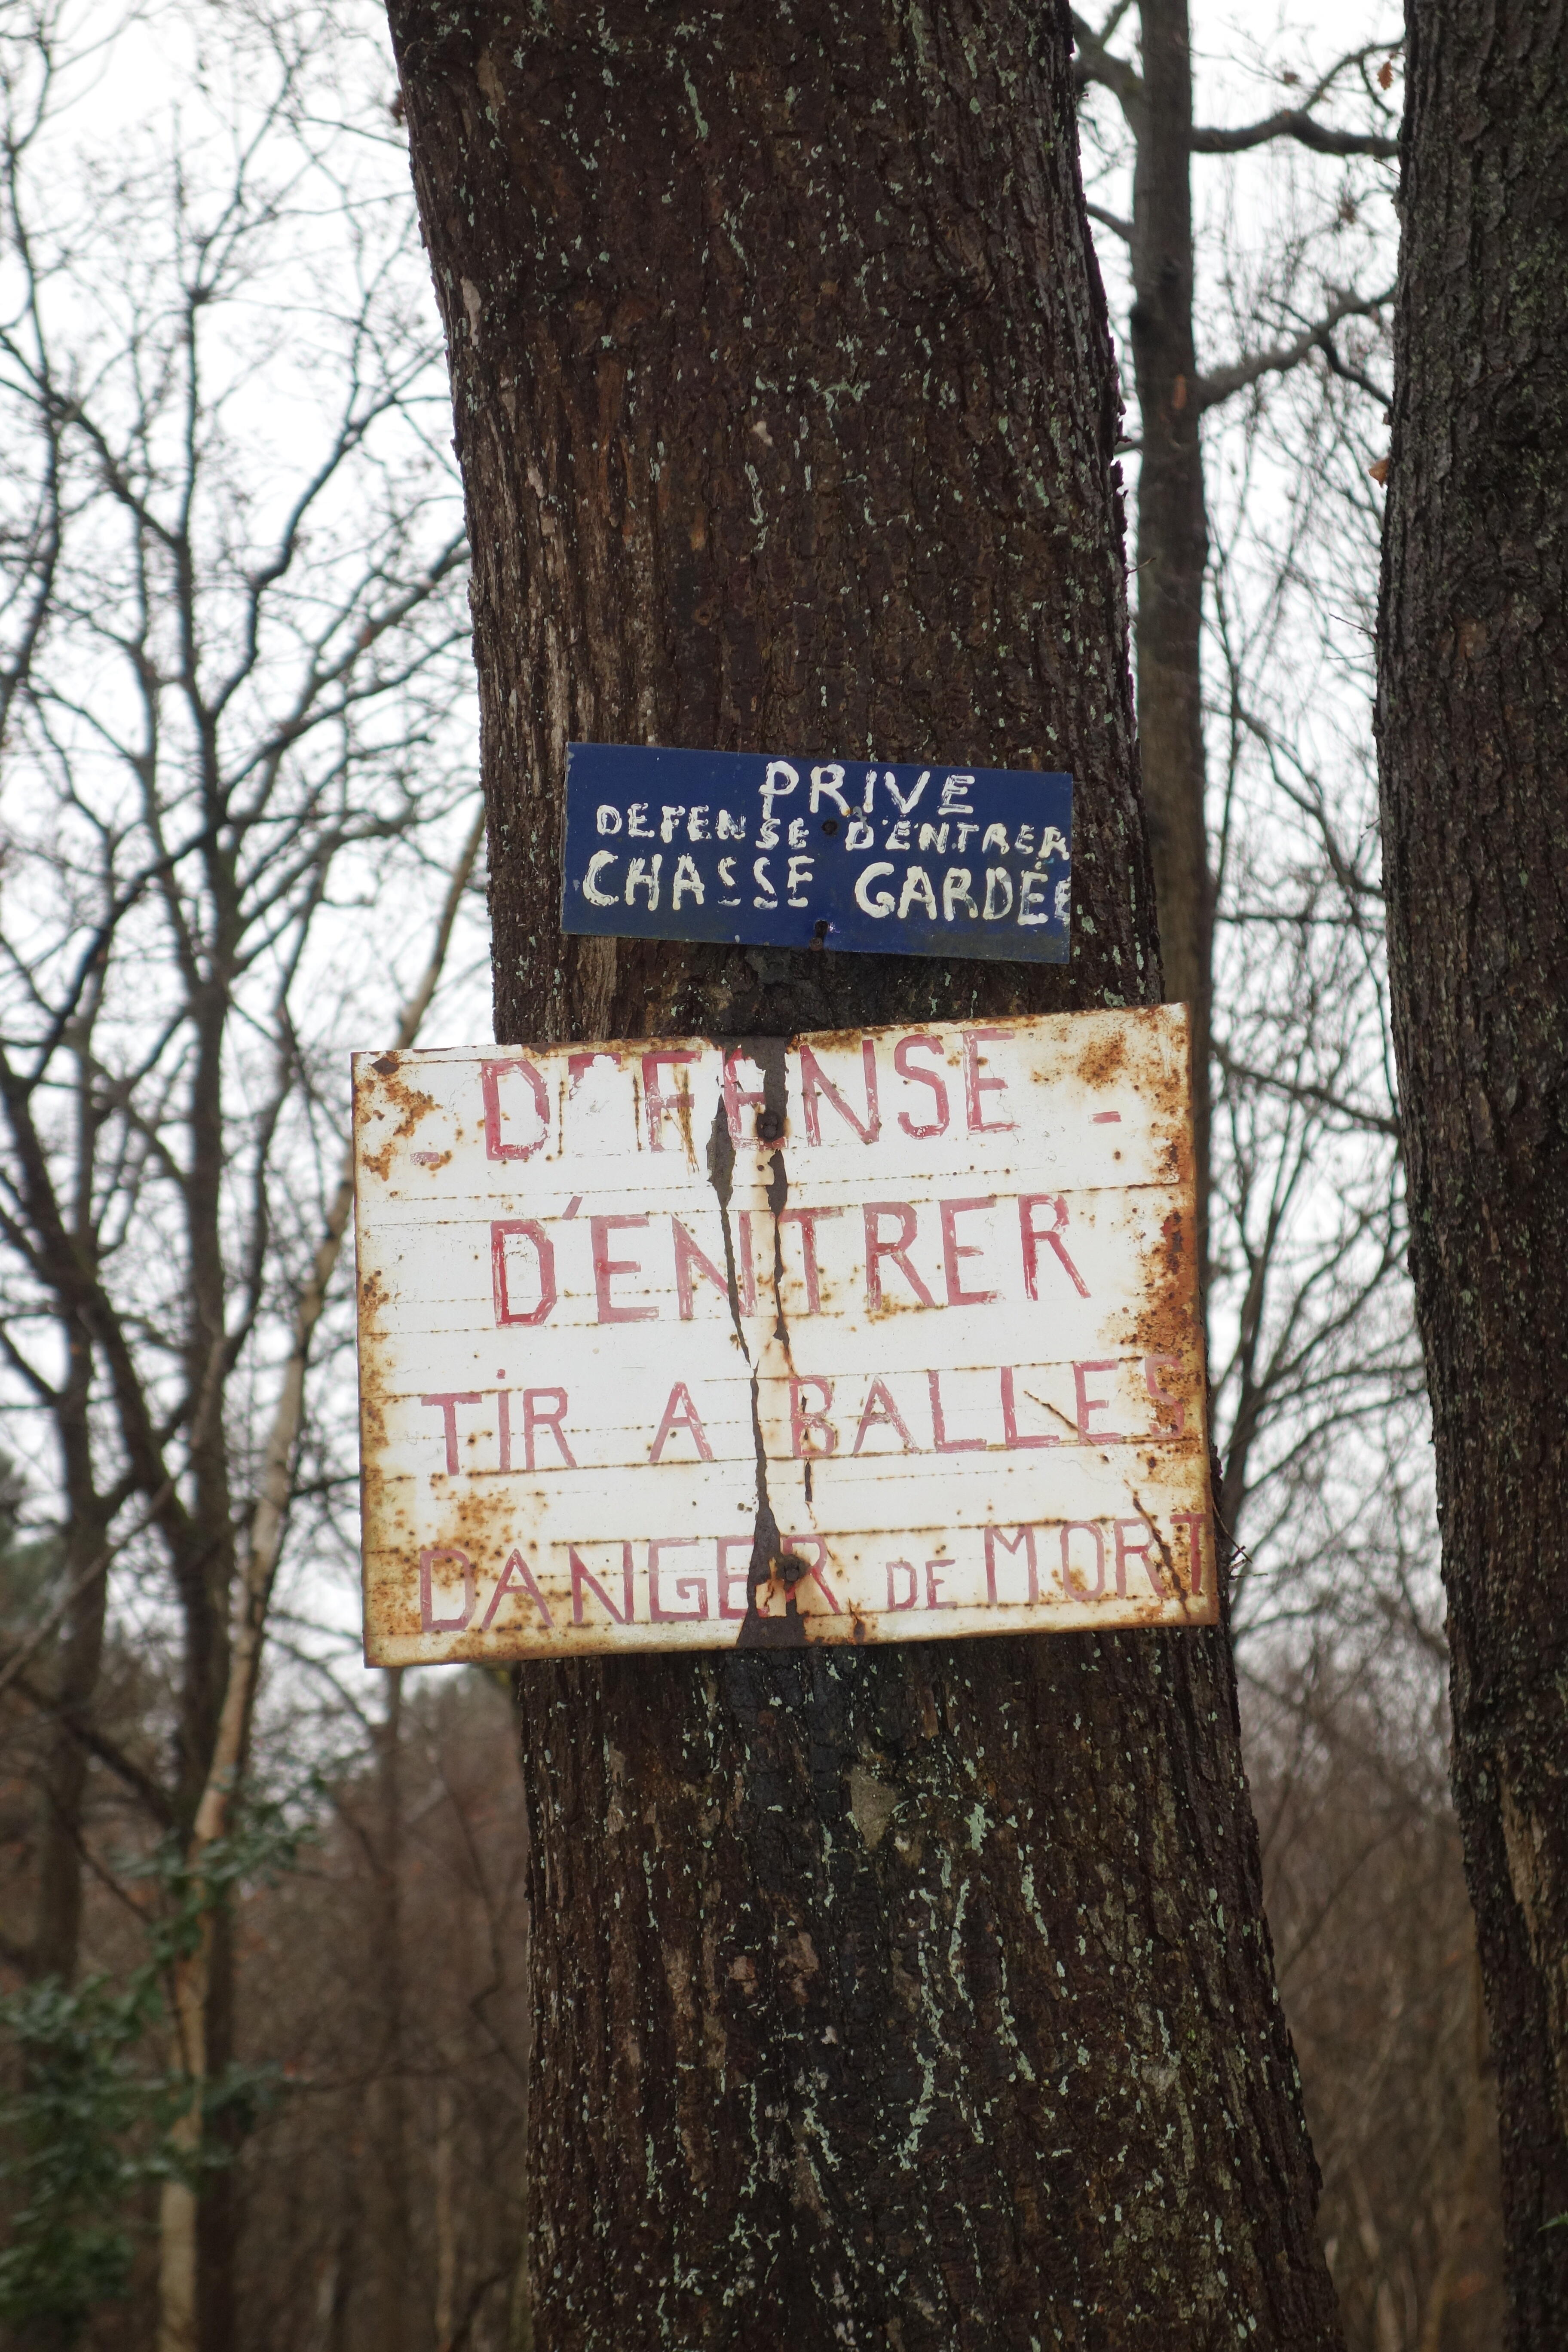 PRIVE
DEFENSE D'ENTRER
CHASSE GARDÉE
- DEFENSE -
D'ENTRER
TIR A BALLES
DANGER DE MORT